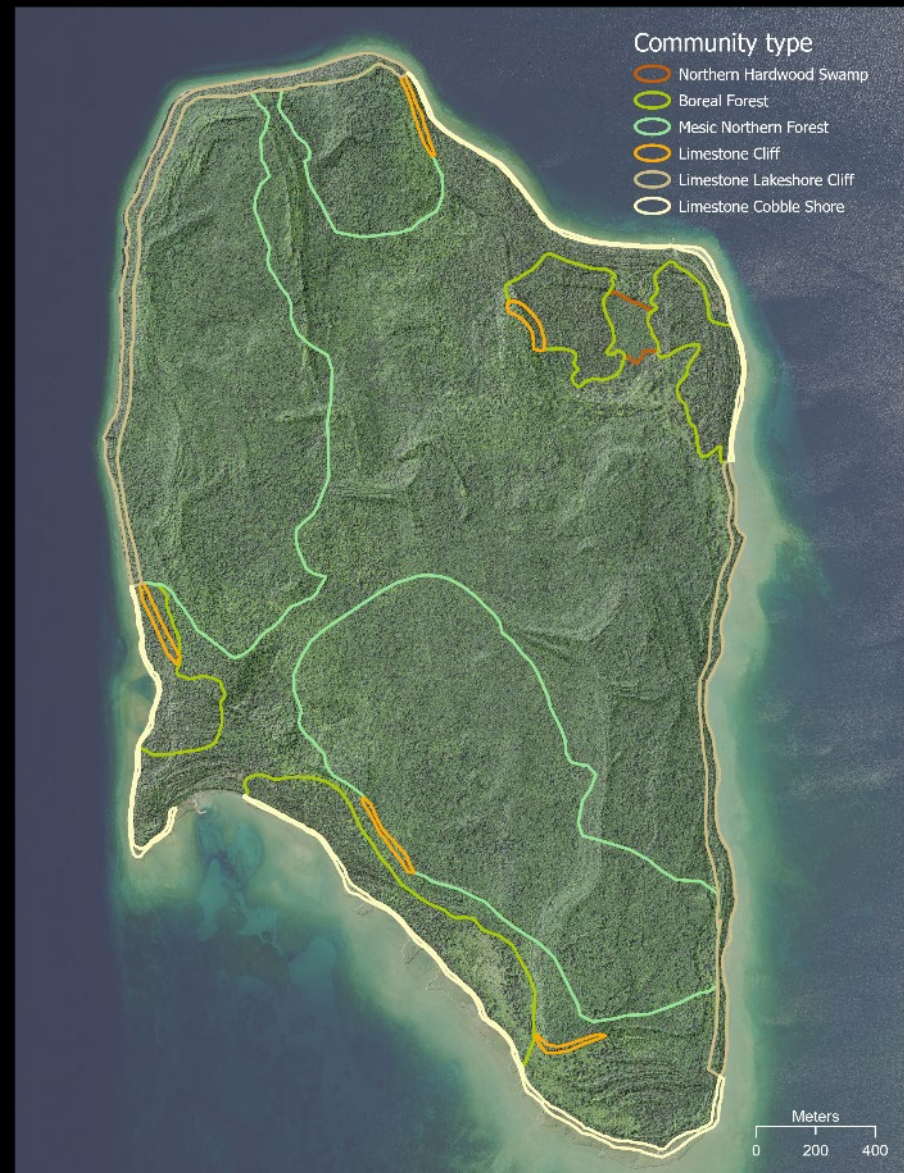 Community type
Northern Hardwood Swamp
Boreal Forest
Mesic Northern Forest
Limestone Cliff
Limestone Lakeshore Cliff
Limestone Cobble Shore
Meters
0 200 400